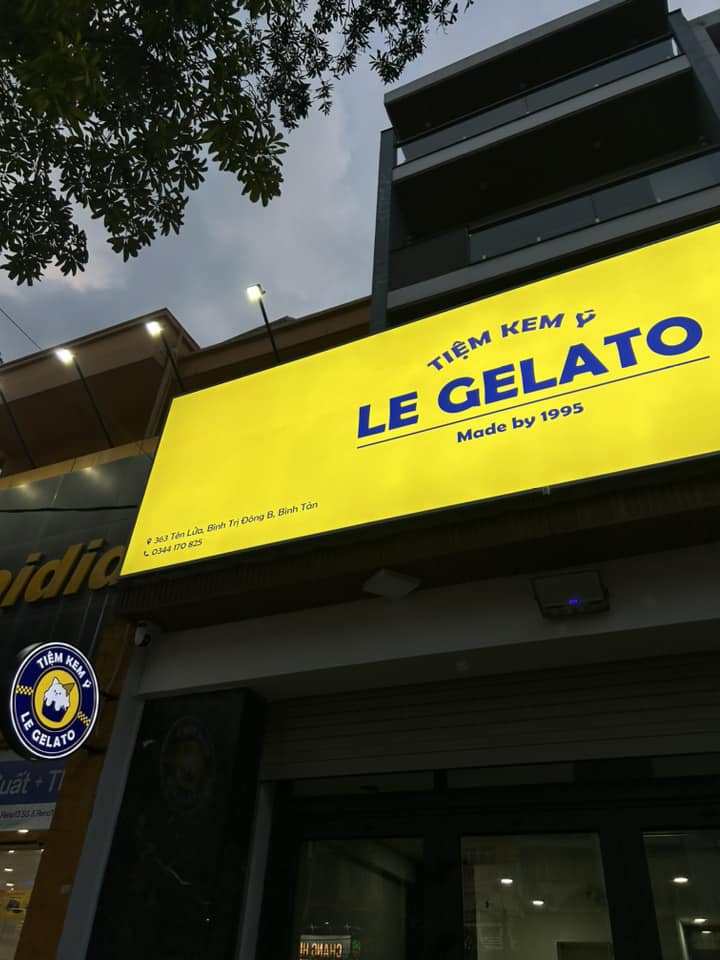 TIỆM KEM Ý
LE GELATO
Made by 1995
363 Tên Lửa, Bình Trị Đông B, Bình Tân
0344 170 825
TIỆM KEM Ý
LE GELATO